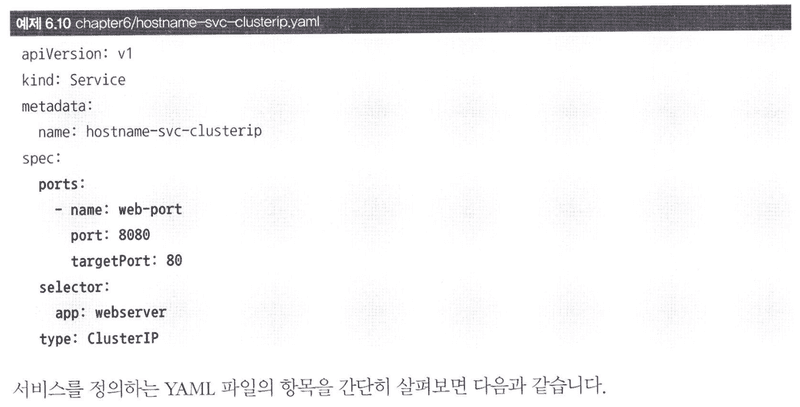 예제 6.10 chapter6/hostname-svc-clusterip.yaml
apiVersion: v1
kind: Service
metadata:
  name: hostname-svc-clusterip
spec:
  ports:
    - name: web-port
      port: 8080
      targetPort: 80
  selector:
    app: webserver
  type: ClusterIP
서비스를 정의하는 YAML 파일의 항목을 간단히 살펴보면 다음과 같습니다.